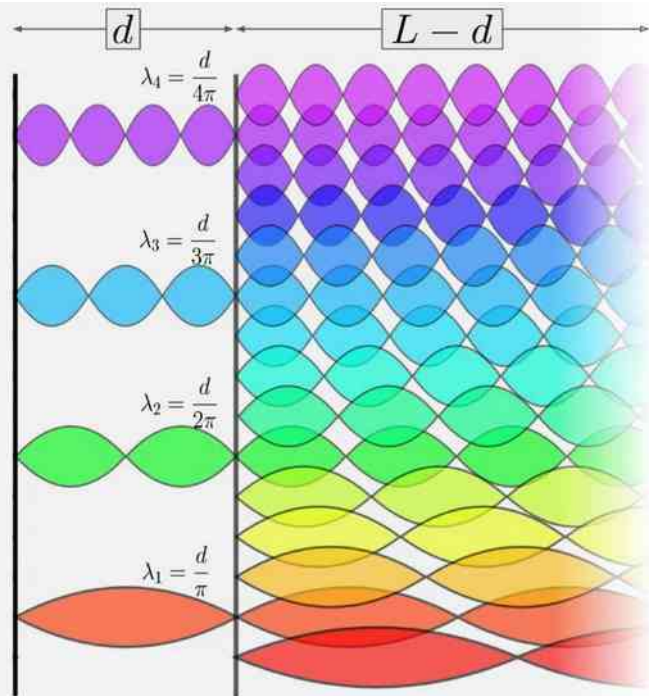 d
L − d
λ₄ = d/4π
λ₃ = d/3π
λ₂ = d/2π
λ₁ = d/π